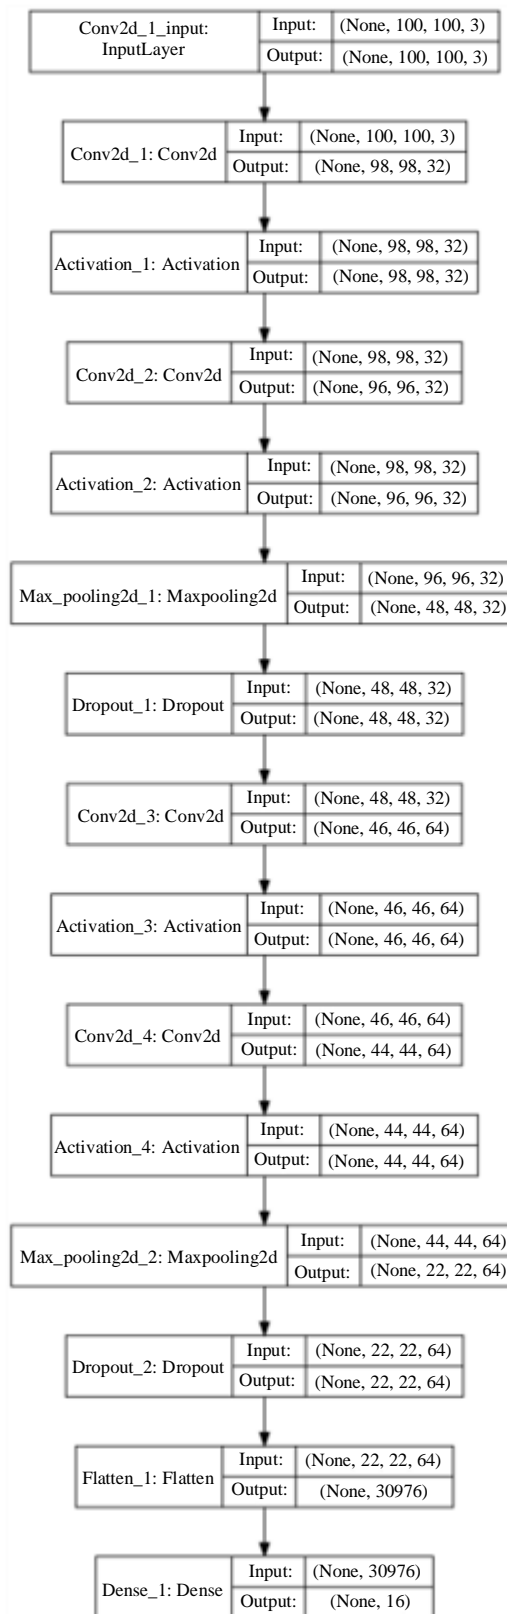 Conv2d_1_input:
InputLayer
Input: (None, 100, 100, 3)
Output: (None, 100, 100, 3)
Conv2d_1: Conv2d
Input: (None, 100, 100, 3)
Output: (None, 98, 98, 32)
Activation_1: Activation
Input: (None, 98, 98, 32)
Output: (None, 98, 98, 32)
Conv2d_2: Conv2d
Input: (None, 98, 98, 32)
Output: (None, 96, 96, 32)
Activation_2: Activation
Input: (None, 98, 98, 32)
Output: (None, 96, 96, 32)
Max_pooling2d_1: Maxpooling2d
Input: (None, 96, 96, 32)
Output: (None, 48, 48, 32)
Dropout_1: Dropout
Input: (None, 48, 48, 32)
Output: (None, 48, 48, 32)
Conv2d_3: Conv2d
Input: (None, 48, 48, 32)
Output: (None, 46, 46, 64)
Activation_3: Activation
Input: (None, 46, 46, 64)
Output: (None, 46, 46, 64)
Conv2d_4: Conv2d
Input: (None, 46, 46, 64)
Output: (None, 44, 44, 64)
Activation_4: Activation
Input: (None, 44, 44, 64)
Output: (None, 44, 44, 64)
Max_pooling2d_2: Maxpooling2d
Input: (None, 44, 44, 64)
Output: (None, 22, 22, 64)
Dropout_2: Dropout
Input: (None, 22, 22, 64)
Output: (None, 22, 22, 64)
Flatten_1: Flatten
Input: (None, 22, 22, 64)
Output: (None, 30976)
Dense_1: Dense
Input: (None, 30976)
Output: (None, 16)